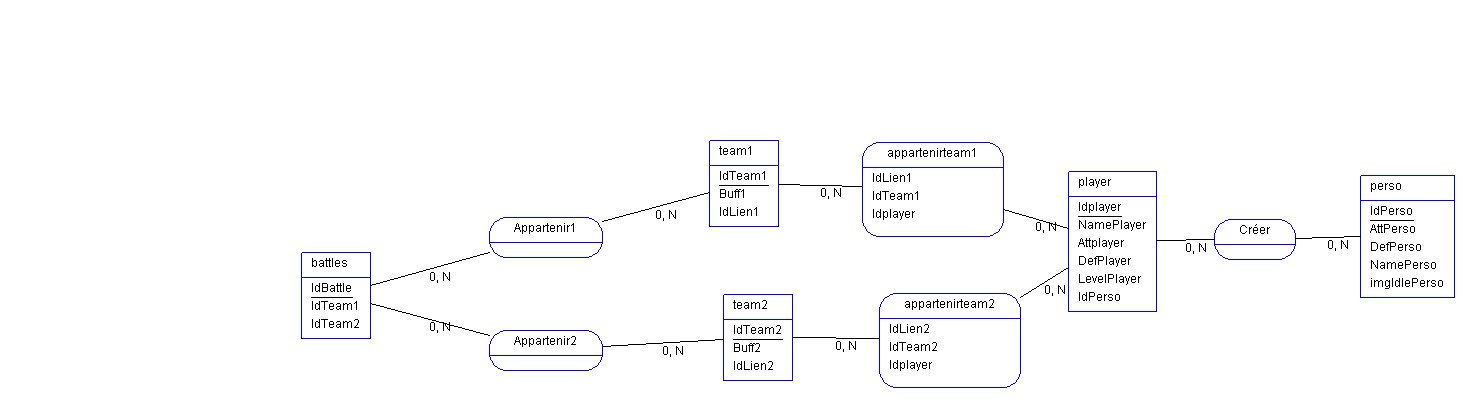 battles
IdBattle
IdTeam1
IdTeam2
0, N
0, N
Appartenir1
Appartenir2
0, N
0, N
team1
IdTeam1
Buff1
IdLien1
team2
IdTeam2
Buff2
IdLien2
0, N
0, N
appartenirteam1
IdLien1
IdTeam1
Idplayer
appartenirteam2
IdLien2
IdTeam2
Idplayer
0, N
0, N
player
Idplayer
NamePlayer
Attplayer
DefPlayer
LevelPlayer
IdPerso
0, N
Créer
0, N
perso
IdPerso
AttPerso
DefPerso
NamePerso
imgIdlePerso